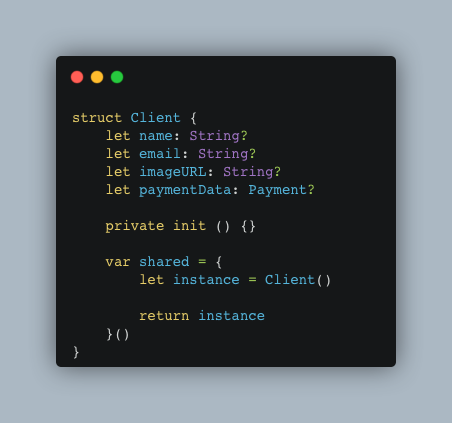 struct Client {
    let name: String?
    let email: String?
    let imageURL: String?
    let paymentData: Payment?

    private init () {}

    var shared = {
        let instance = Client()

        return instance
    }()
}